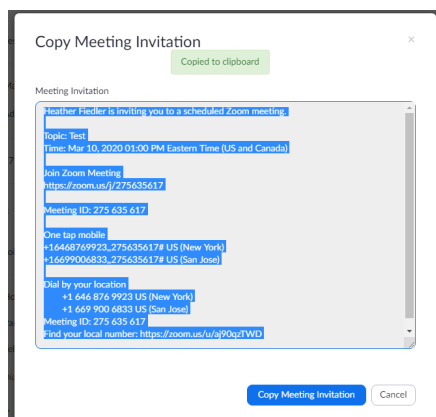 Copy Meeting Invitation
×
Copied to clipboard
Meeting Invitation
Heather Fiedler is inviting you to a scheduled Zoom meeting.
Topic: Test
Time: Mar 10, 2020 01:00 PM Eastern Time (US and Canada)
Join Zoom Meeting
https://zoom.us/j/275635617
Meeting ID: 275 635 617
One tap mobile
+16468769923,,275635617# US (New York)
+16699006833,,275635617# US (San Jose)
Dial by your location
+1 646 876 9923 US (New York)
+1 669 900 6833 US (San Jose)
Meeting ID: 275 635 617
Find your local number: https://zoom.us/u/aj90qzTWD
Copy Meeting Invitation Cancel